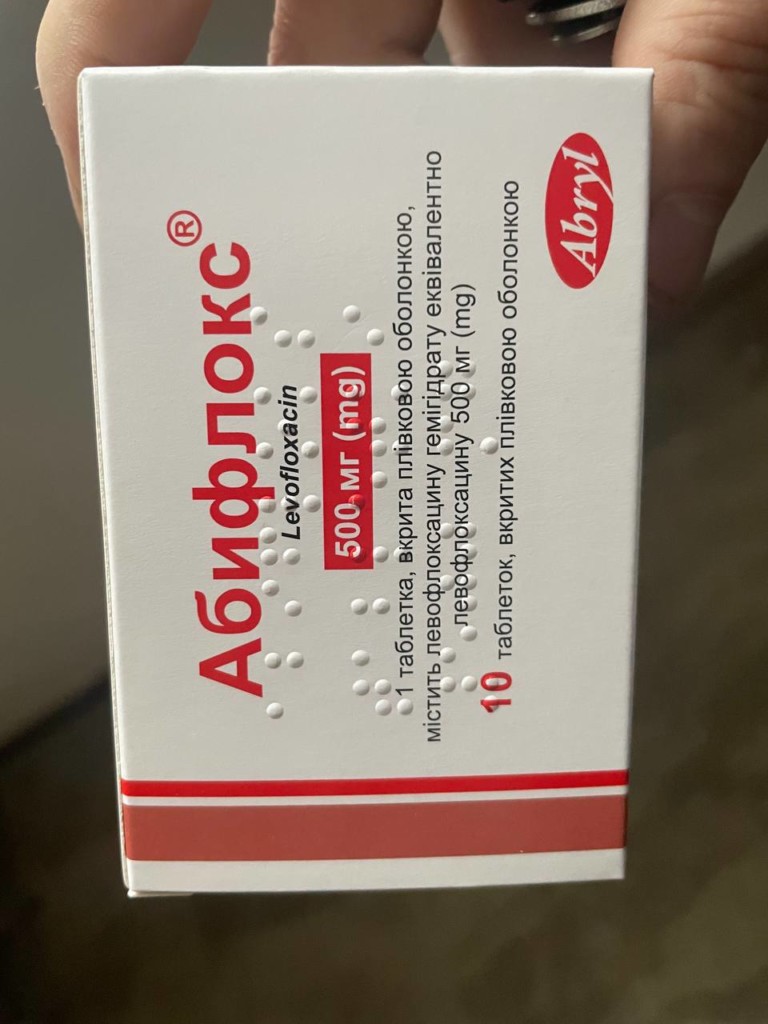 Абифлокс®
Levofloxacin
500 мг (mg)
1 таблетка, вкрита плівковою оболонкою,
містить левофлоксацину гемігідрату еквівалентно
левофлоксацину 500 мг (mg)
10 таблеток, вкритих плівковою оболонкою
Abryl